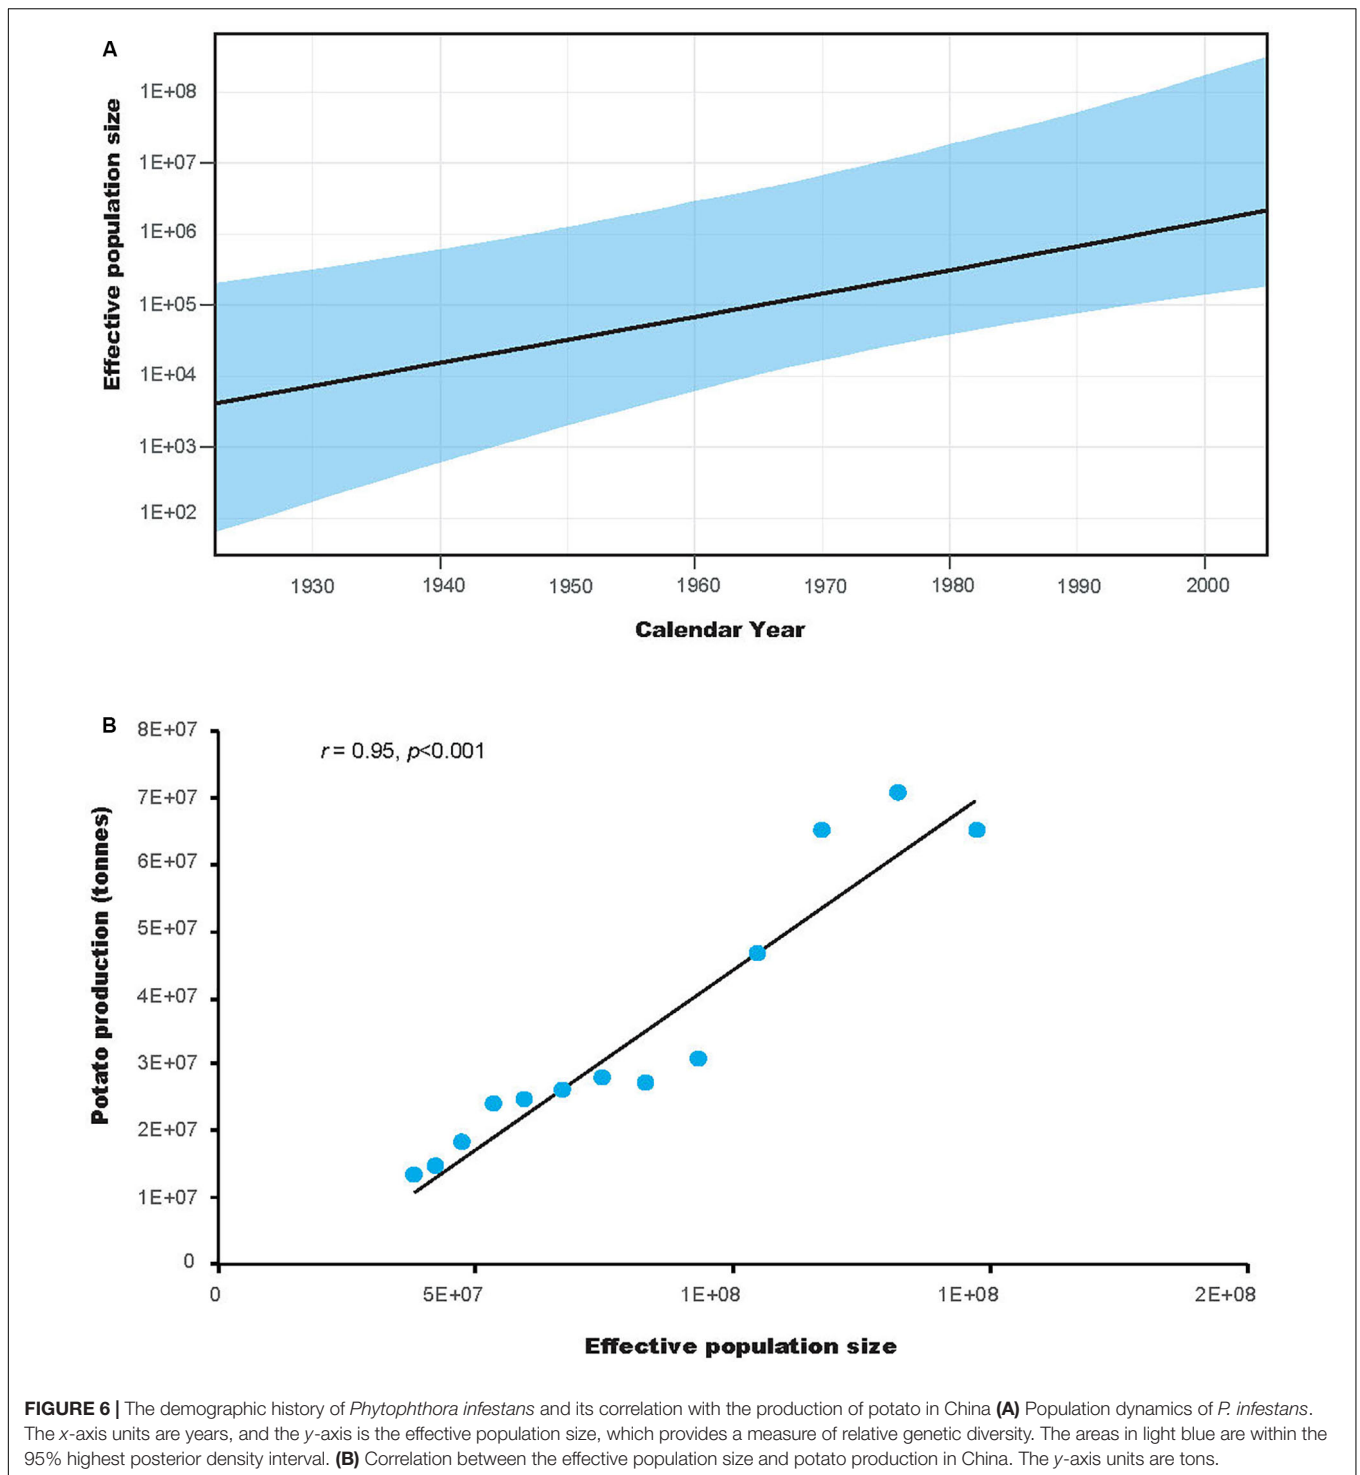 A
Effective population size
1E+08
1E+07
1E+06
1E+05
1E+04
1E+03
1E+02
1930 1940 1950 1960 1970 1980 1990 2000
Calendar Year
B
r = 0.95, p<0.001
Potato production (tonnes)
8E+07
7E+07
6E+07
5E+07
4E+07
3E+07
2E+07
1E+07
0
0 5E+07 1E+08 1E+08 2E+08
Effective population size
FIGURE 6 | The demographic history of Phytophthora infestans and its correlation with the production of potato in China (A) Population dynamics of P. infestans.
The x-axis units are years, and the y-axis is the effective population size, which provides a measure of relative genetic diversity. The areas in light blue are within the
95% highest posterior density interval. (B) Correlation between the effective population size and potato production in China. The y-axis units are tons.